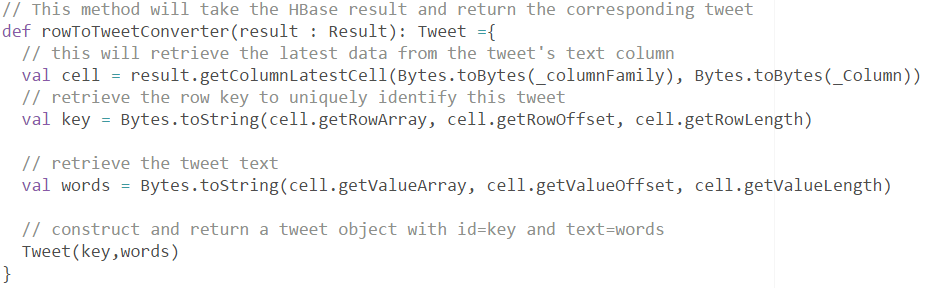 // This method will take the HBase result and return the corresponding tweet
def rowToTweetConverter(result : Result): Tweet ={
  // this will retrieve the latest data from the tweet's text column
  val cell = result.getColumnLatestCell(Bytes.toBytes(_columnFamily), Bytes.toBytes(_Column))
  // retrieve the row key to uniquely identify this tweet
  val key = Bytes.toString(cell.getRowArray, cell.getRowOffset, cell.getRowLength)

  // retrieve the tweet text
  val words = Bytes.toString(cell.getValueArray, cell.getValueOffset, cell.getValueLength)

  // construct and return a tweet object with id=key and text=words
  Tweet(key,words)
}